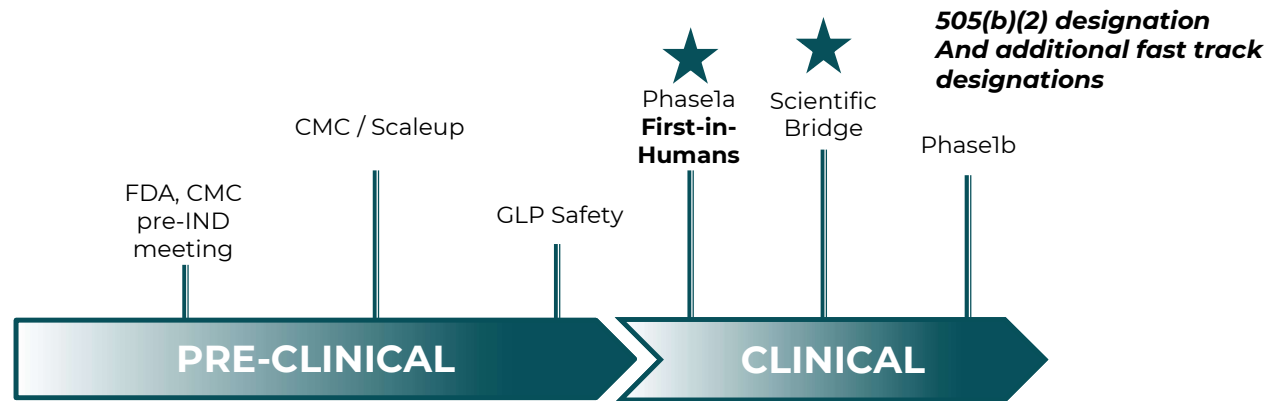 505(b)(2) designation
And additional fast track
designations
FDA, CMC
pre-IND
meeting
CMC / Scaleup
GLP Safety
Phase1a
First-in-
Humans
Scientific
Bridge
Phase1b
PRE-CLINICAL
CLINICAL